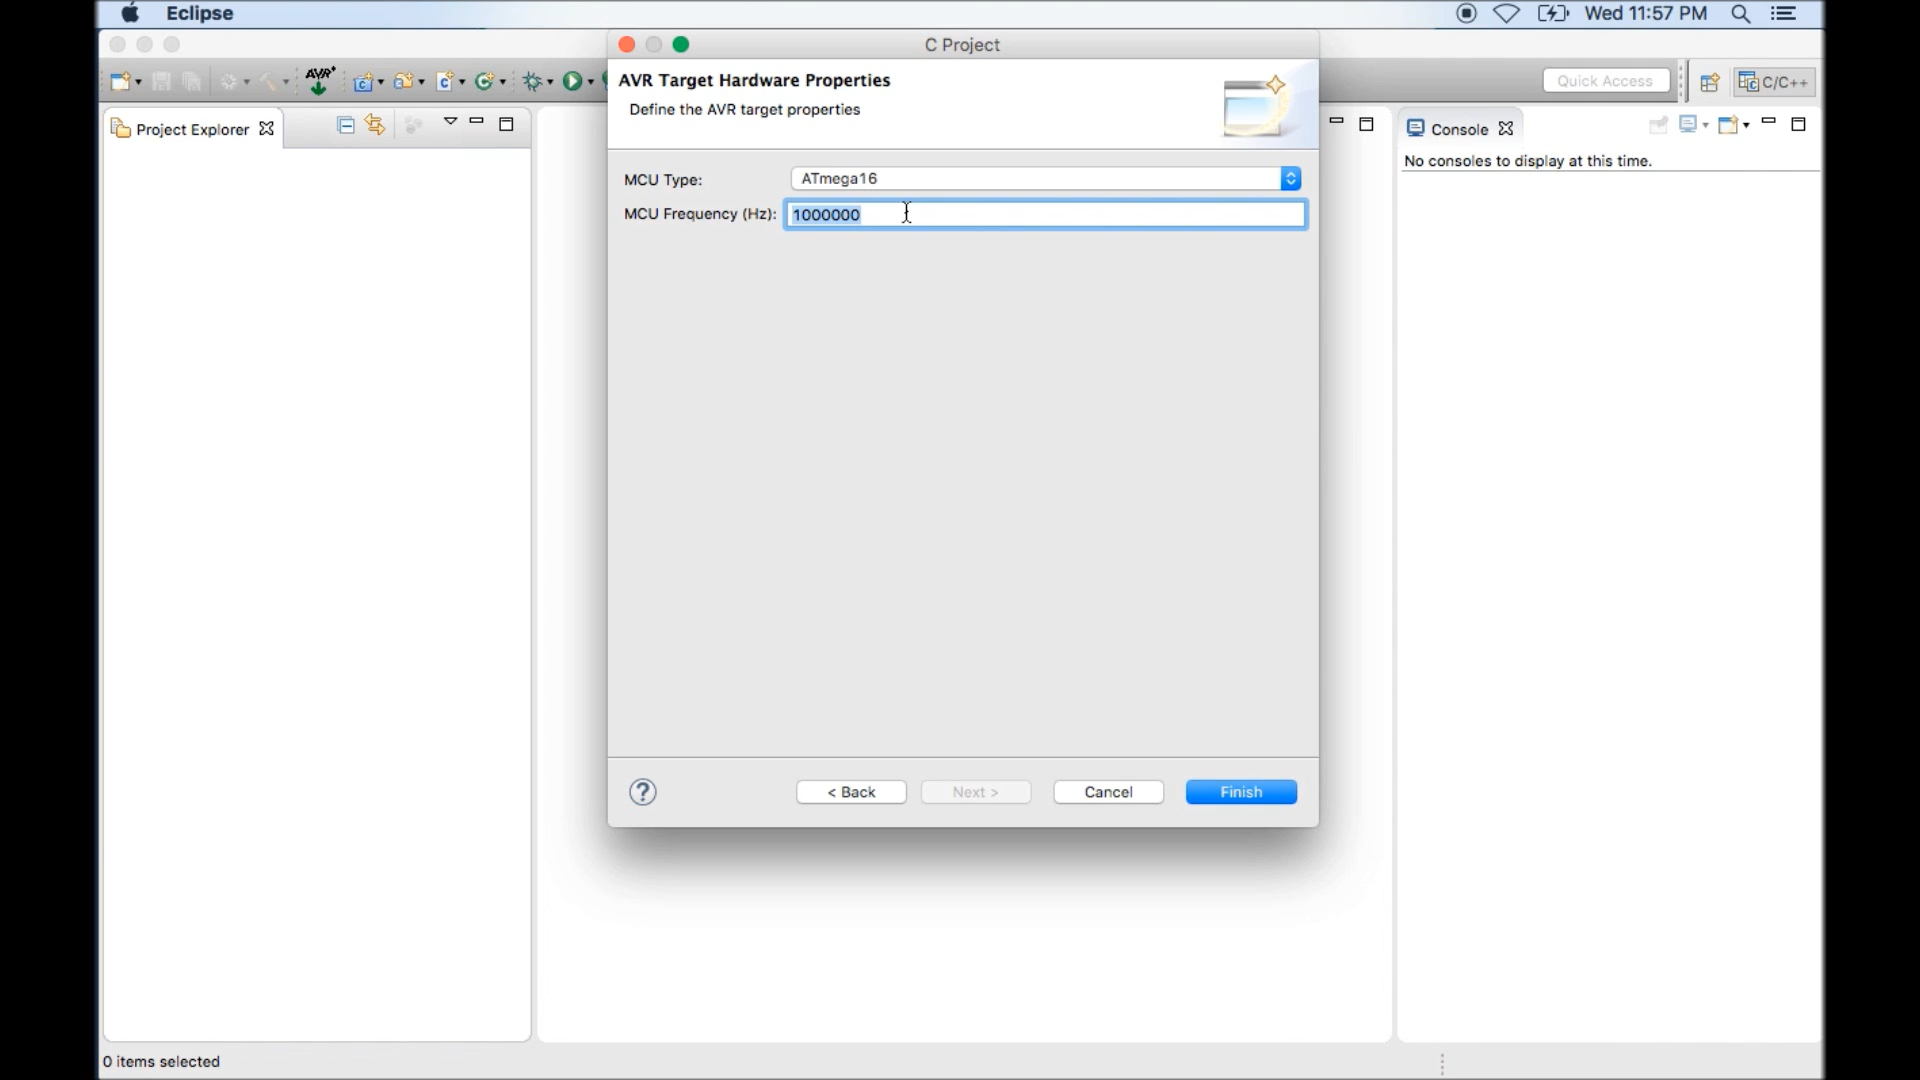 Eclipse
Wed 11:57 PM
C Project
AVR
Quick Access
C/C++
AVR Target Hardware Properties
Define the AVR target properties
Project Explorer
Console
No consoles to display at this time.
MCU Type: ATmega16
MCU Frequency (Hz): 1000000
? < Back Next > Cancel Finish
0 items selected